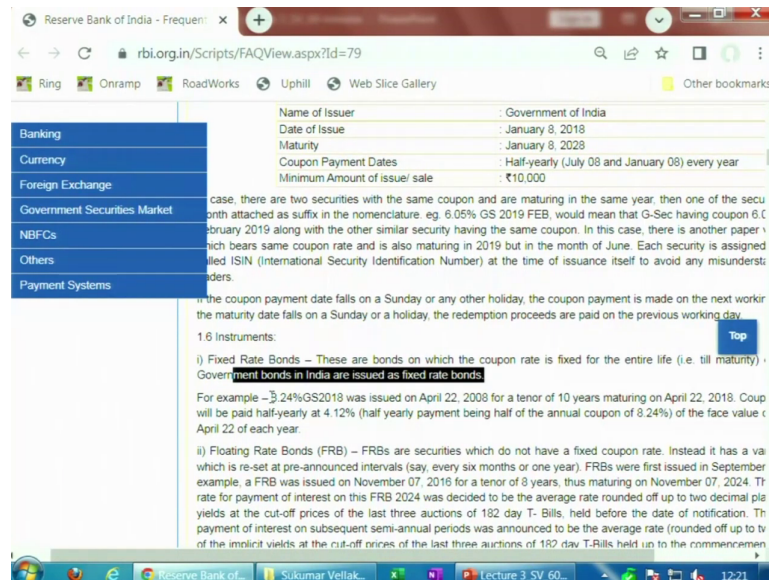 Reserve Bank of India - Frequent
rbi.org.in/Scripts/FAQView.aspx?Id=79
Ring Onramp RoadWorks Uphill Web Slice Gallery Other bookmarks
Name of Issuer : Government of India
Date of Issue : January 8, 2018
Maturity : January 8, 2028
Coupon Payment Dates : Half-yearly (July 08 and January 08) every year
Minimum Amount of issue/ sale : ₹10,000
Banking
Currency
Foreign Exchange
Government Securities Market
NBFCs
Others
Payment Systems
case, there are two securities with the same coupon and are maturing in the same year, then one of the secu
onth attached as suffix in the nomenclature. eg. 6.05% GS 2019 FEB, would mean that G-Sec having coupon 6.0
ebruary 2019 along with the other similar security having the same coupon. In this case, there is another paper
hich bears same coupon rate and is also maturing in 2019 but in the month of June. Each security is assigned
alled ISIN (International Security Identification Number) at the time of issuance itself to avoid any misundersta
aders.
If the coupon payment date falls on a Sunday or any other holiday, the coupon payment is made on the next workin
the maturity date falls on a Sunday or a holiday, the redemption proceeds are paid on the previous working day.
Top
1.6 Instruments:
i) Fixed Rate Bonds – These are bonds on which the coupon rate is fixed for the entire life (i.e. till maturity)
Government bonds in India are issued as fixed rate bonds.
For example – 8.24%GS2018 was issued on April 22, 2008 for a tenor of 10 years maturing on April 22, 2018. Coup
will be paid half-yearly at 4.12% (half yearly payment being half of the annual coupon of 8.24%) of the face value o
April 22 of each year.
ii) Floating Rate Bonds (FRB) – FRBs are securities which do not have a fixed coupon rate. Instead it has a va
which is re-set at pre-announced intervals (say, every six months or one year). FRBs were first issued in September
example, a FRB was issued on November 07, 2016 for a tenor of 8 years, thus maturing on November 07, 2024. Th
rate for payment of interest on this FRB 2024 was decided to be the average rate rounded off up to two decimal pla
yields at the cut-off prices of the last three auctions of 182 day T- Bills, held before the date of notification. Th
payment of interest on subsequent semi-annual periods was announced to be the average rate (rounded off up to tw
of the implicit yields at the cut-off prices of the last three auctions of 182 day T-Bills held up to the commencemen
Reserve Bank of... Sukumar Vellak... Lecture 3_SV_60... 12:21